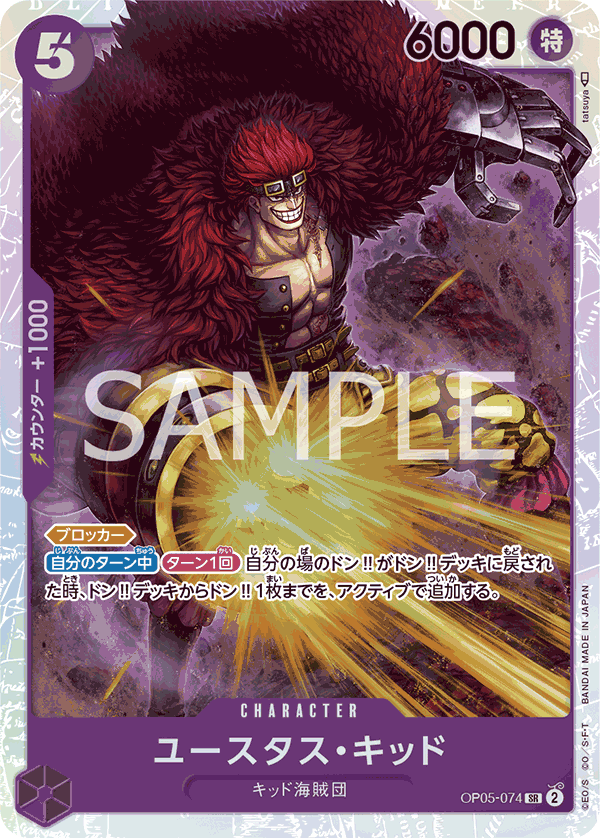 5
6000 特
tatsuya
カウンター +1000
SAMPLE
ブロッカー
自分のターン中 ターン1回 自分の場のドン!!がドン!!デッキに戻され
た時、ドン!!デッキからドン!!1枚までを、アクティブで追加する。
CHARACTER
ユースタス・キッド
キッド海賊団
OP05-074 SR 2
©E.O/S ©O/S・F・T BANDAI MADE IN JAPAN